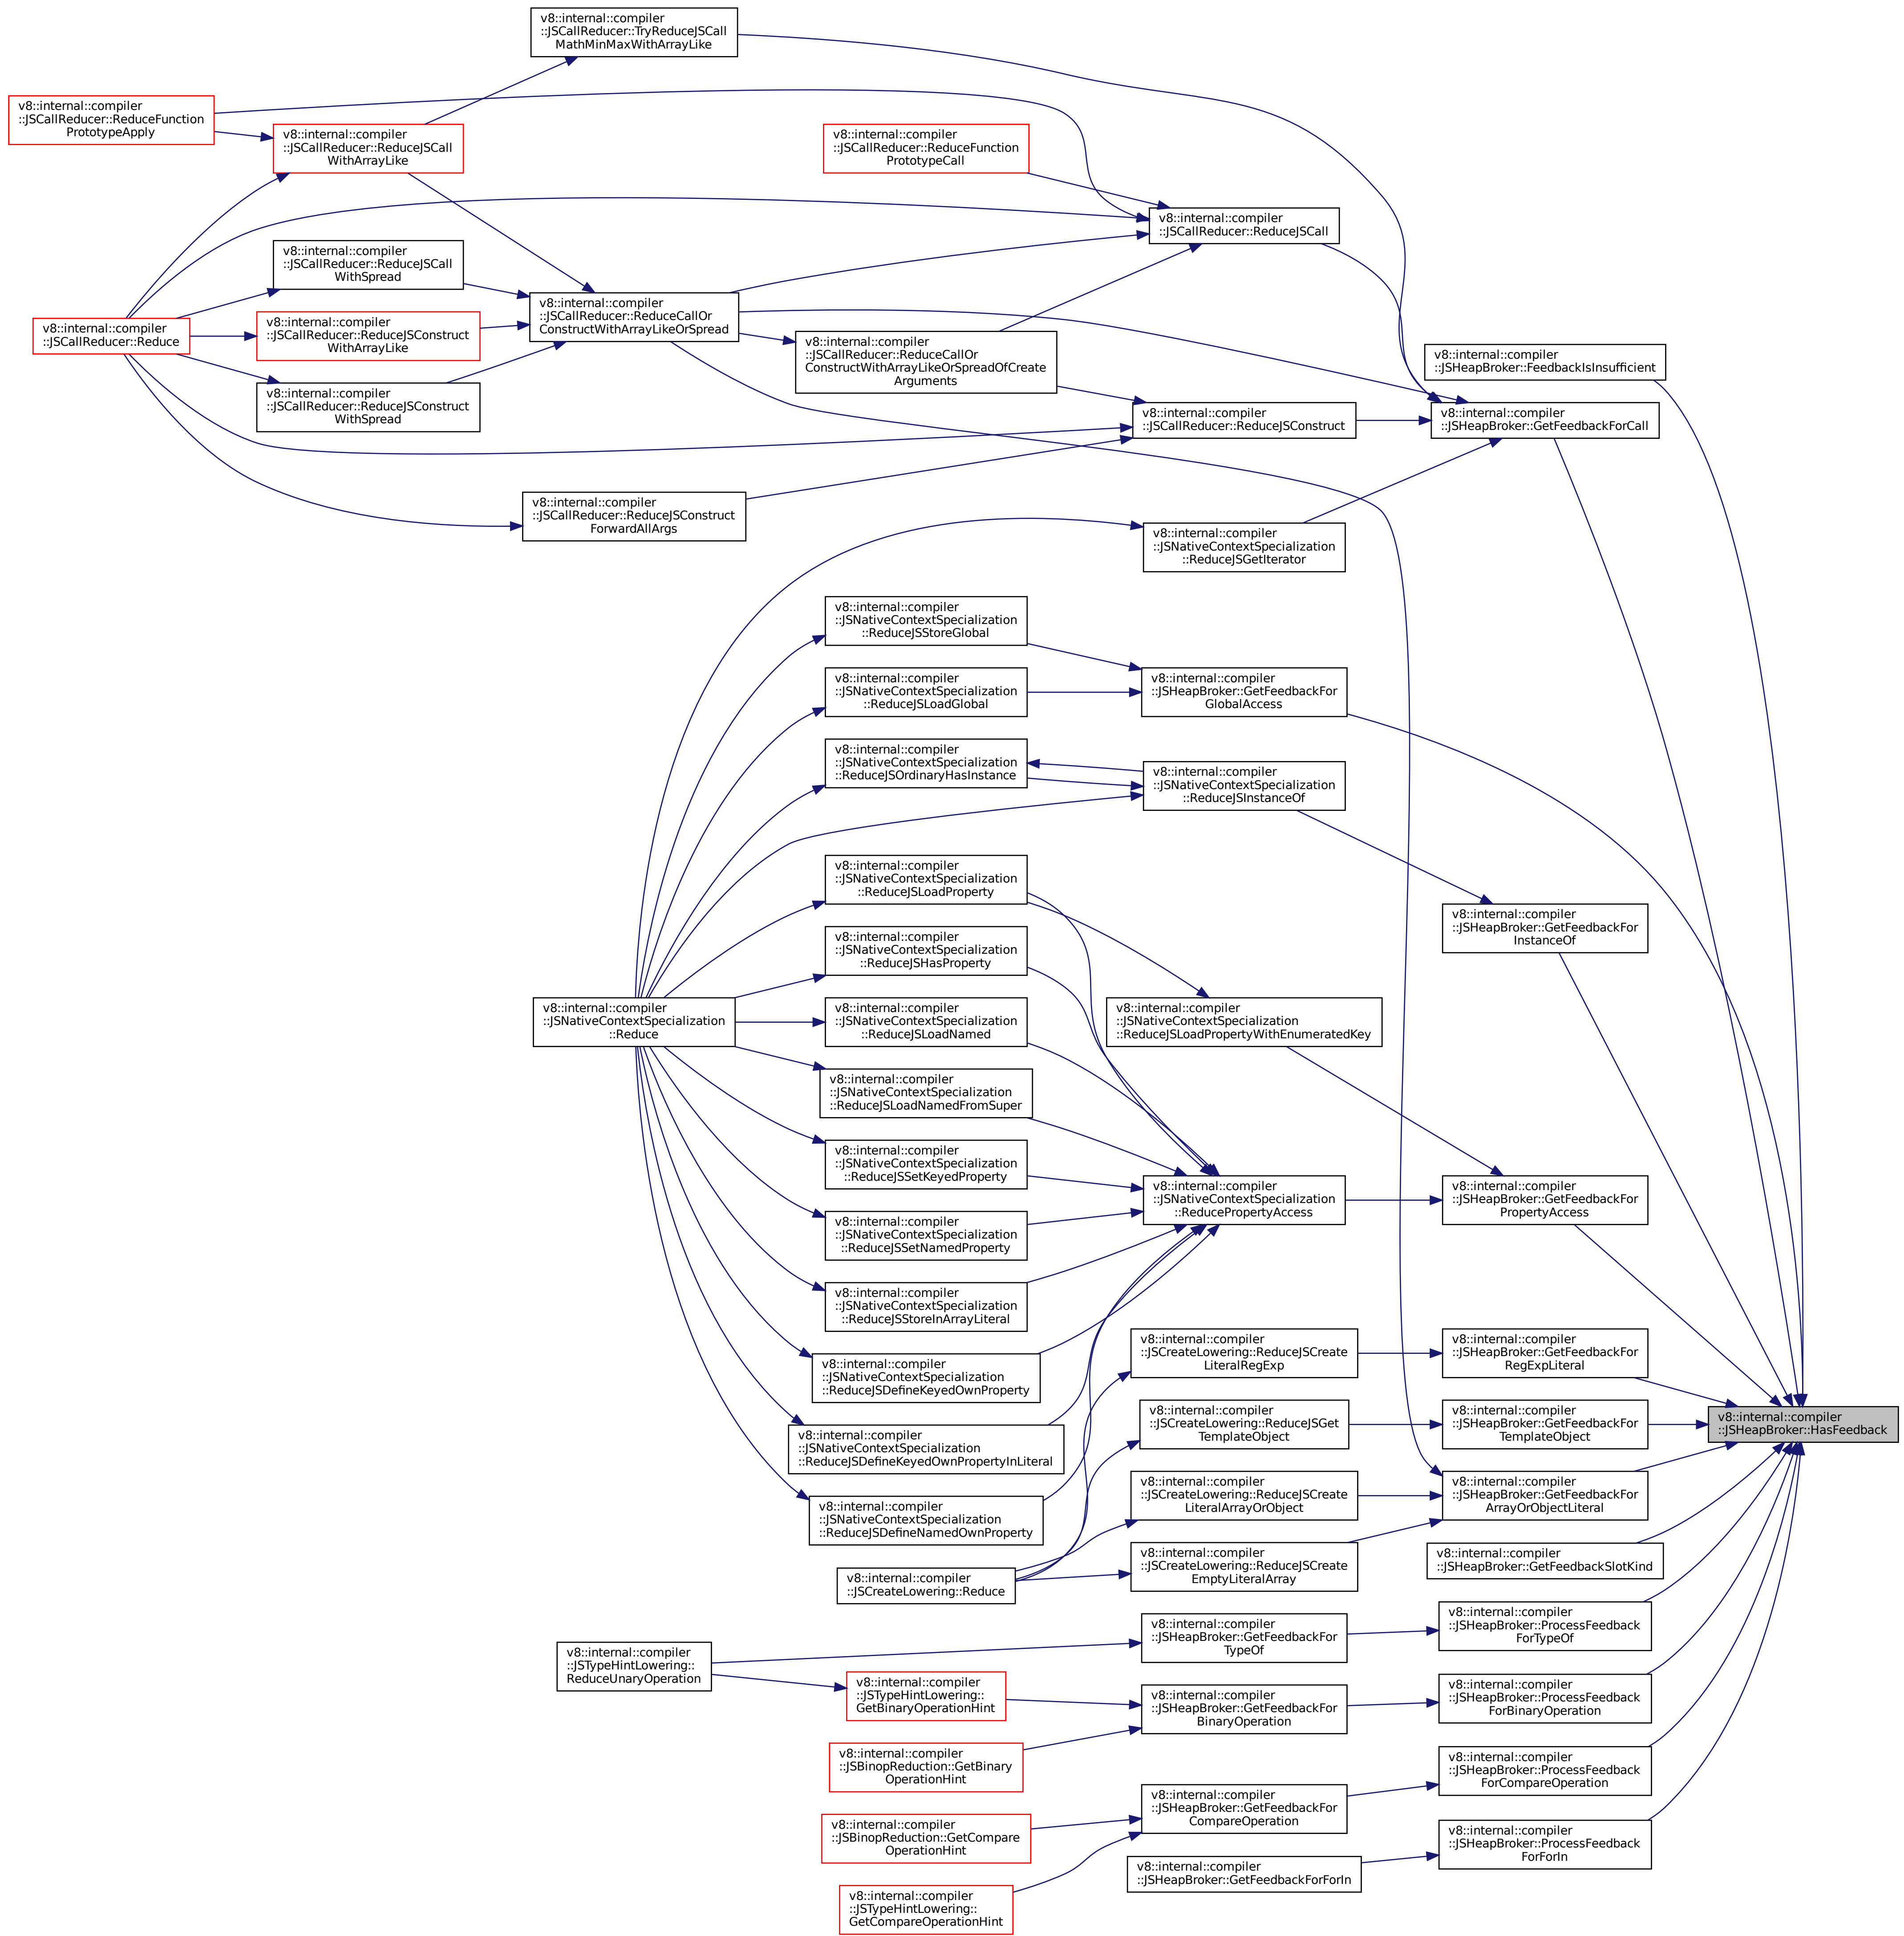 v8::internal::compiler
::JSCallReducer::TryReduceJSCall
MathMinMaxWithArrayLike
v8::internal::compiler
::JSCallReducer::ReduceFunction
PrototypeApply
v8::internal::compiler
::JSCallReducer::ReduceJSCall
WithArrayLike
v8::internal::compiler
::JSCallReducer::ReduceFunction
PrototypeCall
v8::internal::compiler
::JSCallReducer::ReduceJSCall
v8::internal::compiler
::JSCallReducer::ReduceJSCall
WithSpread
v8::internal::compiler
::JSCallReducer::ReduceCallOr
ConstructWithArrayLikeOrSpread
v8::internal::compiler
::JSCallReducer::Reduce
v8::internal::compiler
::JSCallReducer::ReduceJSConstruct
WithArrayLike
v8::internal::compiler
::JSCallReducer::ReduceCallOr
ConstructWithArrayLikeOrSpreadOfCreate
Arguments
v8::internal::compiler
::JSHeapBroker::FeedbackIsInsufficient
v8::internal::compiler
::JSCallReducer::ReduceJSConstruct
WithSpread
v8::internal::compiler
::JSCallReducer::ReduceJSConstruct
v8::internal::compiler
::JSHeapBroker::GetFeedbackForCall
v8::internal::compiler
::JSCallReducer::ReduceJSConstruct
ForwardAllArgs
v8::internal::compiler
::JSNativeContextSpecialization
::ReduceJSGetIterator
v8::internal::compiler
::JSNativeContextSpecialization
::ReduceJSStoreGlobal
v8::internal::compiler
::JSNativeContextSpecialization
::ReduceJSLoadGlobal
v8::internal::compiler
::JSHeapBroker::GetFeedbackFor
GlobalAccess
v8::internal::compiler
::JSNativeContextSpecialization
::ReduceJSOrdinaryHasInstance
v8::internal::compiler
::JSNativeContextSpecialization
::ReduceJSInstanceOf
v8::internal::compiler
::JSNativeContextSpecialization
::ReduceJSLoadProperty
v8::internal::compiler
::JSHeapBroker::GetFeedbackFor
InstanceOf
v8::internal::compiler
::JSNativeContextSpecialization
::ReduceJSHasProperty
v8::internal::compiler
::JSNativeContextSpecialization
::Reduce
v8::internal::compiler
::JSNativeContextSpecialization
::ReduceJSLoadNamed
v8::internal::compiler
::JSNativeContextSpecialization
::ReduceJSLoadPropertyWithEnumeratedKey
v8::internal::compiler
::JSNativeContextSpecialization
::ReduceJSLoadNamedFromSuper
v8::internal::compiler
::JSNativeContextSpecialization
::ReduceJSSetKeyedProperty
v8::internal::compiler
::JSNativeContextSpecialization
::ReducePropertyAccess
v8::internal::compiler
::JSHeapBroker::GetFeedbackFor
PropertyAccess
v8::internal::compiler
::JSNativeContextSpecialization
::ReduceJSSetNamedProperty
v8::internal::compiler
::JSNativeContextSpecialization
::ReduceJSStoreInArrayLiteral
v8::internal::compiler
::JSNativeContextSpecialization
::ReduceJSDefineKeyedOwnProperty
v8::internal::compiler
::JSCreateLowering::ReduceJSCreate
LiteralRegExp
v8::internal::compiler
::JSHeapBroker::GetFeedbackFor
RegExpLiteral
v8::internal::compiler
::JSNativeContextSpecialization
::ReduceJSDefineKeyedOwnPropertyInLiteral
v8::internal::compiler
::JSCreateLowering::ReduceJSGet
TemplateObject
v8::internal::compiler
::JSHeapBroker::GetFeedbackFor
TemplateObject
v8::internal::compiler
::JSHeapBroker::HasFeedback
v8::internal::compiler
::JSNativeContextSpecialization
::ReduceJSDefineNamedOwnProperty
v8::internal::compiler
::JSCreateLowering::ReduceJSCreate
LiteralArrayOrObject
v8::internal::compiler
::JSHeapBroker::GetFeedbackFor
ArrayOrObjectLiteral
v8::internal::compiler
::JSCreateLowering::Reduce
v8::internal::compiler
::JSCreateLowering::ReduceJSCreate
EmptyLiteralArray
v8::internal::compiler
::JSHeapBroker::GetFeedbackSlotKind
v8::internal::compiler
::JSTypeHintLowering::
ReduceUnaryOperation
v8::internal::compiler
::JSHeapBroker::GetFeedbackFor
TypeOf
v8::internal::compiler
::JSHeapBroker::ProcessFeedback
ForTypeOf
v8::internal::compiler
::JSTypeHintLowering::
GetBinaryOperationHint
v8::internal::compiler
::JSHeapBroker::GetFeedbackFor
BinaryOperation
v8::internal::compiler
::JSHeapBroker::ProcessFeedback
ForBinaryOperation
v8::internal::compiler
::JSBinopReduction::GetBinary
OperationHint
v8::internal::compiler
::JSHeapBroker::GetFeedbackFor
CompareOperation
v8::internal::compiler
::JSHeapBroker::ProcessFeedback
ForCompareOperation
v8::internal::compiler
::JSBinopReduction::GetCompare
OperationHint
v8::internal::compiler
::JSHeapBroker::GetFeedbackForForIn
v8::internal::compiler
::JSHeapBroker::ProcessFeedback
ForForIn
v8::internal::compiler
::JSTypeHintLowering::
GetCompareOperationHint